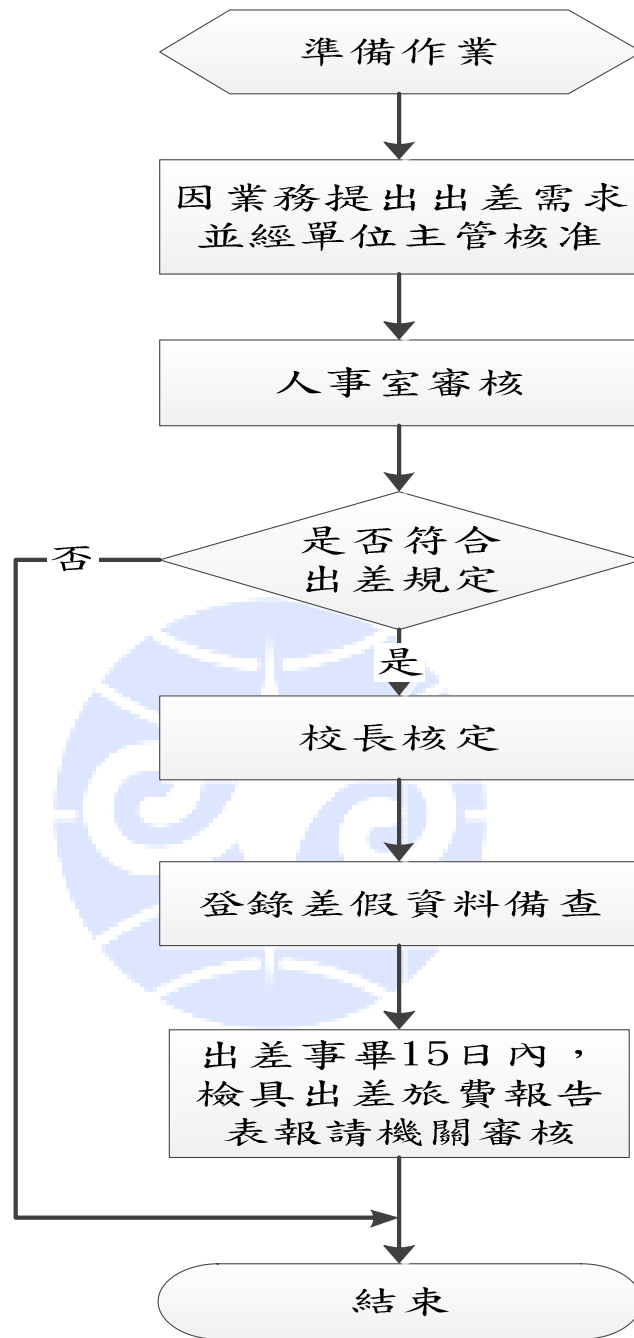 準備作業
因業務提出出差需求
並經單位主管核准
人事室審核
是否符合
出差規定
否
是
校長核定
登錄差假資料備查
出差事畢15日內，
檢具出差旅費報告
表報請機關審核
結束